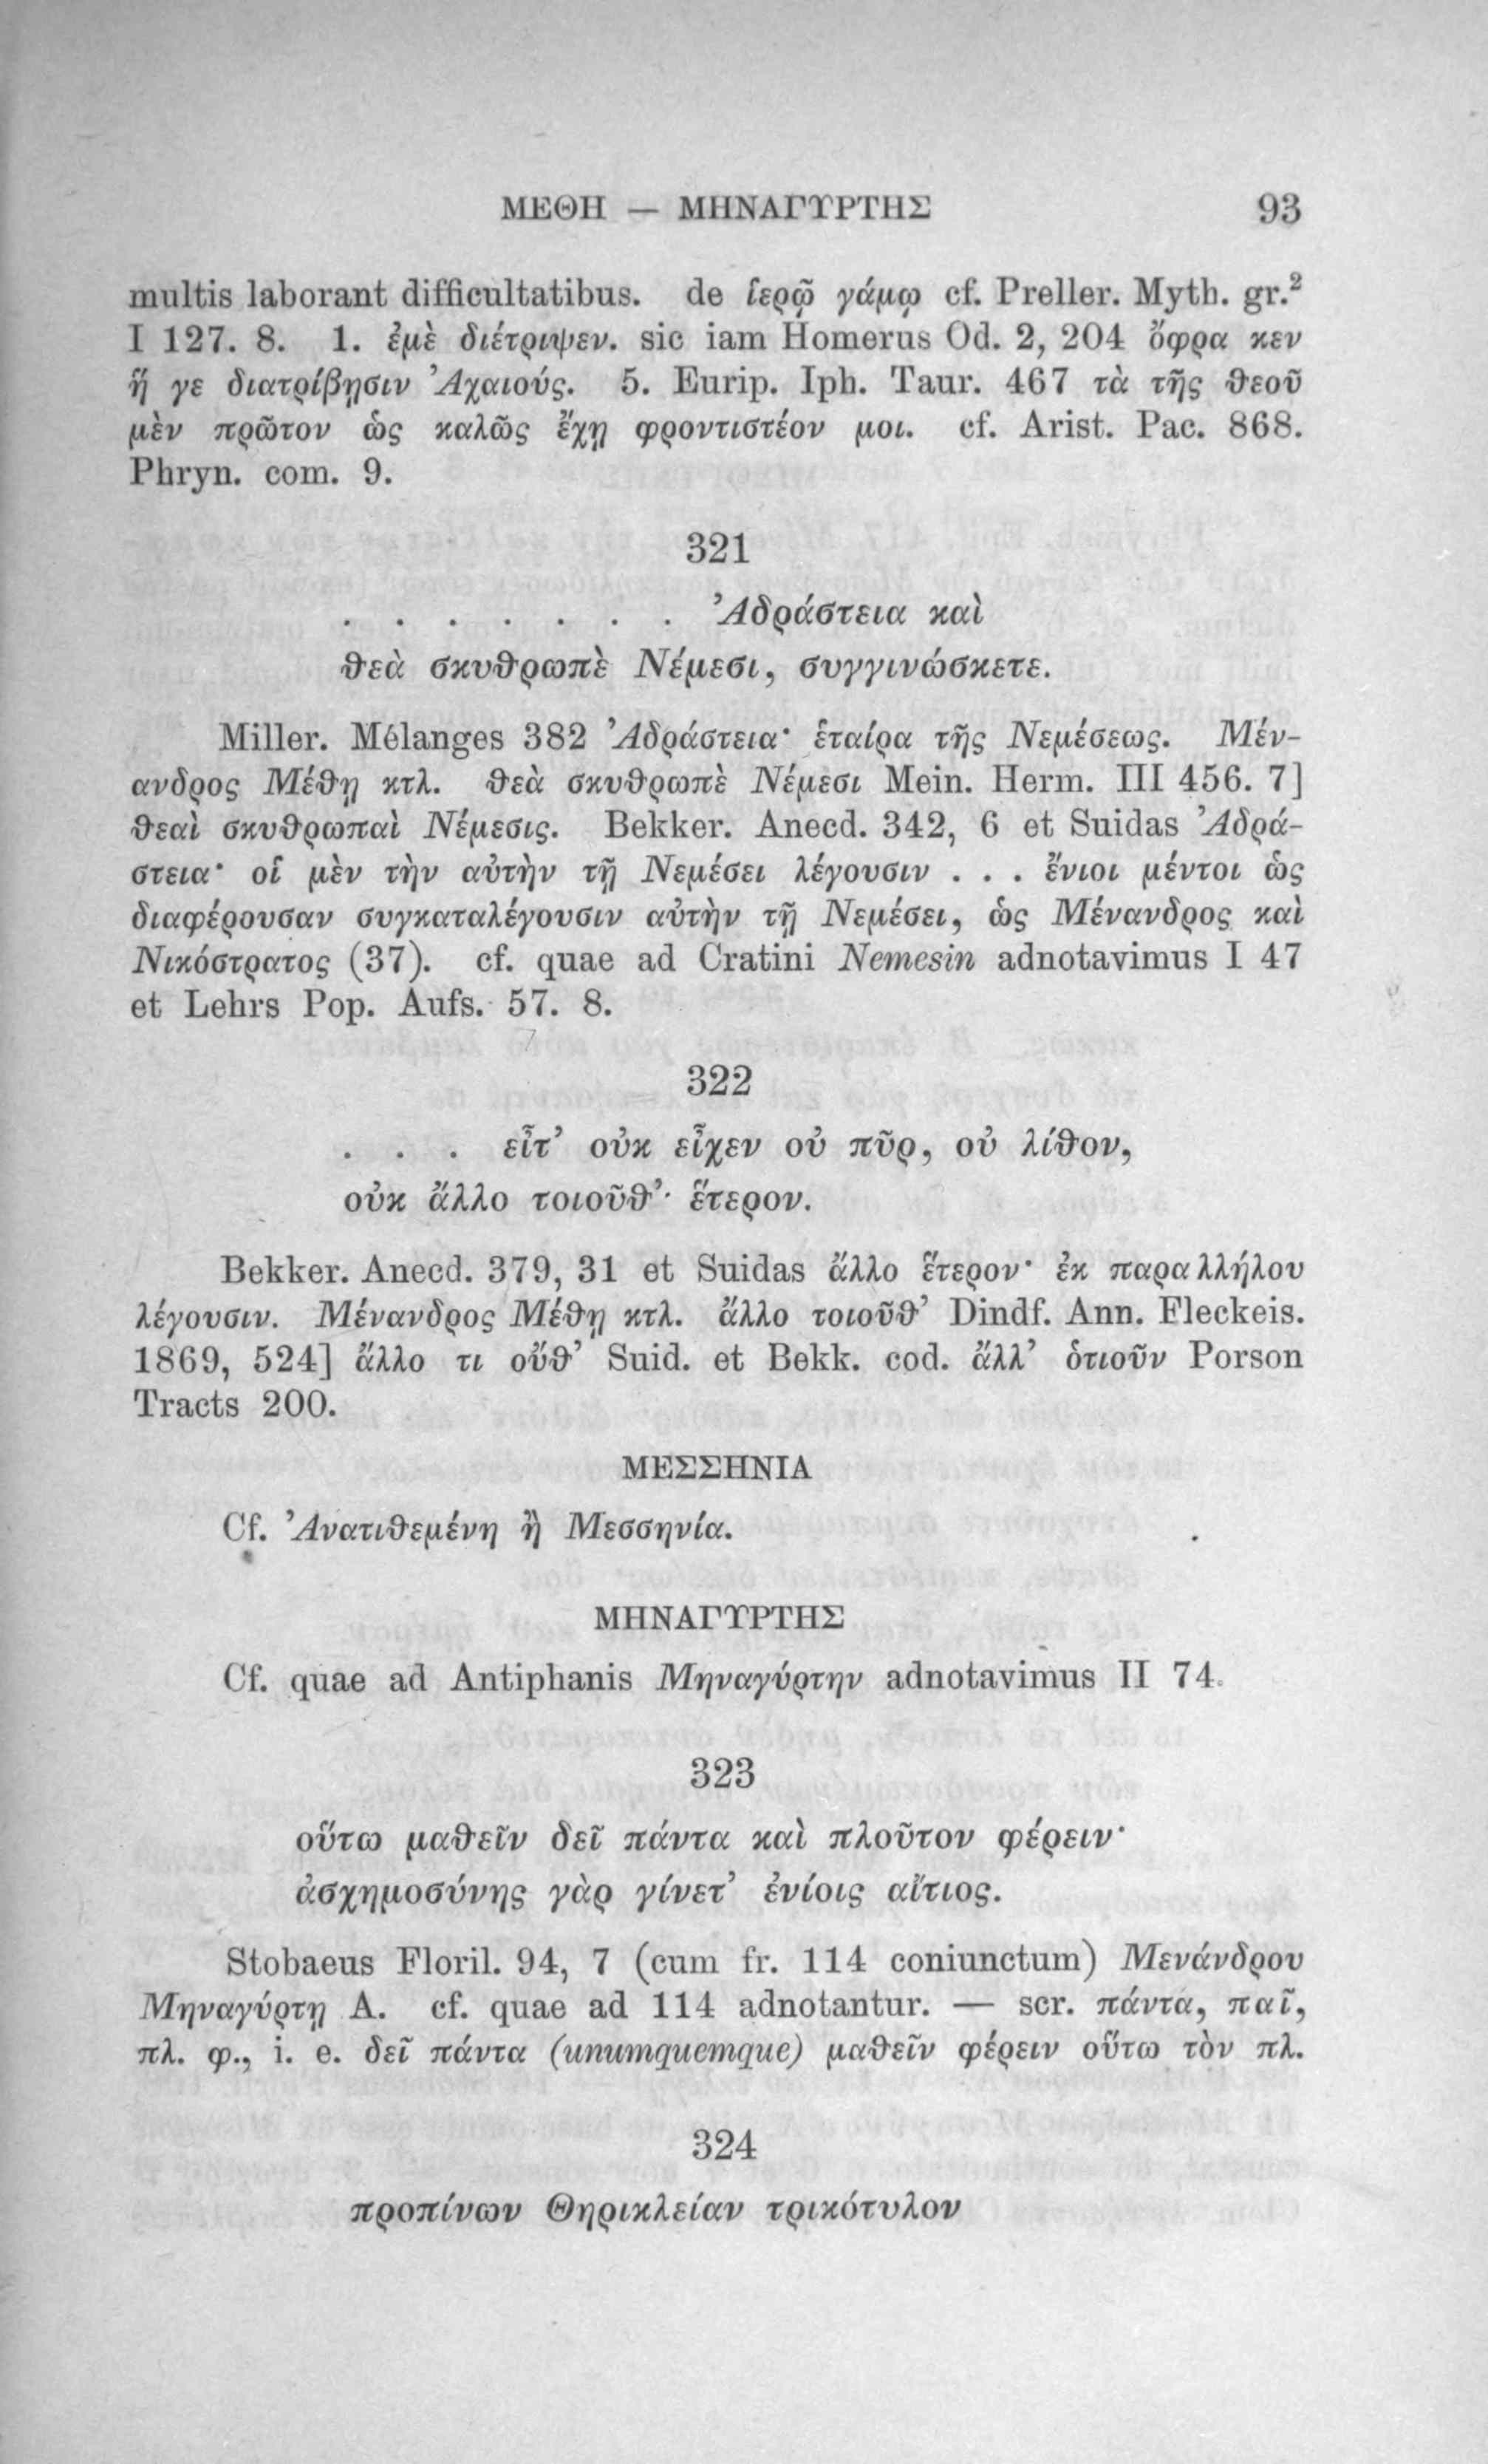 ΜΕΘΗ — ΜΗΝΑΓΥΡΤΗΣ 93
multis laborant difficultatibus. de ἱερῷ γάμῳ cf. Preller. Myth. gr.²
I 127. 8. 1. ἐμὲ διέτριψεν. sic iam Homerus Od. 2, 204 ὄφρα κεν
ἥ γε διατρίβησιν Ἀχαιούς. 5. Eurip. Iph. Taur. 467 τὰ τῆς θεοῦ
μὲν πρῶτον ὡς καλῶς ἔχῃ φροντιστέον μοι. cf. Arist. Pac. 868.
Phryn. com. 9.
321
. . . . . . . Ἀδράστεια καὶ
θεὰ σκυθρωπὲ Νέμεσι, συγγινώσκετε.
Miller. Mélanges 382 Ἀδράστεια· ἑταίρα τῆς Νεμέσεως. Μέν-
ανδρος Μέθῃ κτλ. θεὰ σκυθρωπὲ Νέμεσι Mein. Herm. III 456. 7]
θεαὶ σκυθρωπαὶ Νέμεσις. Bekker. Anecd. 342, 6 et Suidas Ἀδρά-
στεια· οἱ μὲν τὴν αὐτὴν τῇ Νεμέσει λέγουσιν . . . ἔνιοι μέντοι ὡς
διαφέρουσαν συγκαταλέγουσιν αὐτὴν τῇ Νεμέσει, ὡς Μένανδρος καὶ
Νικόστρατος (37). cf. quae ad Cratini Nemesin adnotavimus I 47
et Lehrs Pop. Aufs. 57. 8.
322
. . . εἶτ’ οὐκ εἶχεν οὐ πῦρ, οὐ λίθον,
οὐκ ἄλλο τοιοῦθ’ ἕτερον.
Bekker. Anecd. 379, 31 et Suidas ἄλλο ἕτερον· ἐκ παραλλήλου
λέγουσιν. Μένανδρος Μέθῃ κτλ. ἄλλο τοιοῦθ’ Dindf. Ann. Fleckeis.
1869, 524] ἄλλο τι οὔθ’ Suid. et Bekk. cod. ἄλλ’ ὁτιοῦν Porson
Tracts 200.
ΜΕΣΣΗΝΙΑ
Cf. Ἀνατιθεμένη ἢ Μεσσηνία.
ΜΗΝΑΓΥΡΤΗΣ
Cf. quae ad Antiphanis Μηναγύρτην adnotavimus II 74.
323
οὕτω μαθεῖν δεῖ πάντα καὶ πλοῦτον φέρειν·
ἀσχημοσύνης γὰρ γίνετ’ ἐνίοις αἴτιος.
Stobaeus Floril. 94, 7 (cum fr. 114 coniunctum) Μενάνδρου
Μηναγύρτῃ A. cf. quae ad 114 adnotantur. — scr. πάντα, παῖ,
πλ. φ., i. e. δεῖ πάντα (unumquemque) μαθεῖν φέρειν οὕτω τὸν πλ.
324
προπίνων Θηρικλείαν τρικότυλον